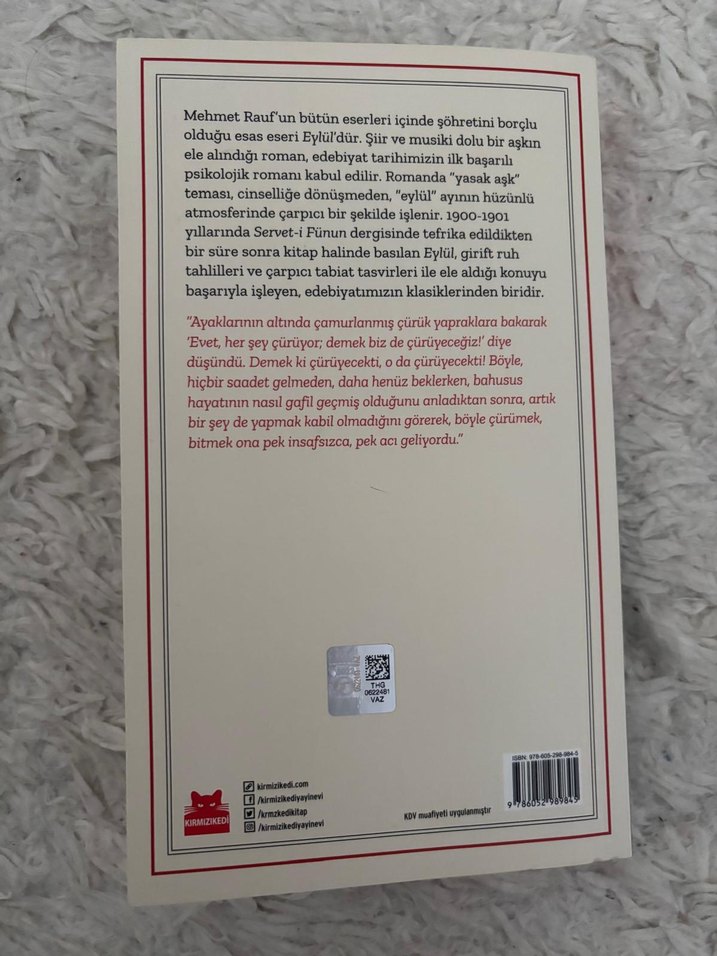 Mehmet Rauf'un bütün eserleri içinde şöhretini borçlu
olduğu esas eseri Eylül'dür. Şiir ve musiki dolu bir aşkın
ele alındığı roman, edebiyat tarihimizin ilk başarılı
psikolojik romanı kabul edilir. Romanda "yasak aşk"
teması, cinselliğe dönüşmeden, "eylül" ayının hüzünlü
atmosferinde çarpıcı bir şekilde işlenir. 1900-1901
yıllarında Servet-i Fünun dergisinde tefrika edildikten
bir süre sonra kitap halinde basılan Eylül, girift ruh
tahlilleri ve çarpıcı tabiat tasvirleri ile ele aldığı konuyu
başarıyla işleyen, edebiyatımızın klasiklerinden biridir.
"Ayaklarının altında çamurlanmış çürük yapraklara bakarak
'Evet, her şey çürüyor; demek biz de çürüyeceğiz!' diye
düşündü. Demek ki çürüyecekti, o da çürüyecekti! Böyle,
hiçbir saadet gelmeden, daha henüz beklerken, bahusus
hayatının nasıl gafil geçmiş olduğunu anladıktan sonra, artık
bir şey de yapmak kabil olmadığını görerek, böyle çürümek,
bitmek ona pek insafsızca, pek acı geliyordu."
THG
0622461
VAZ
ISBN: 978-605-298-984-5
9 786052 989845
KIRMIZIKEDİ
kirmizikedi.com
/kirmizikediyayinevi
/krmzkedikitap
/kirmizikediyayinevi
KDV muafiyeti uygulanmıştır